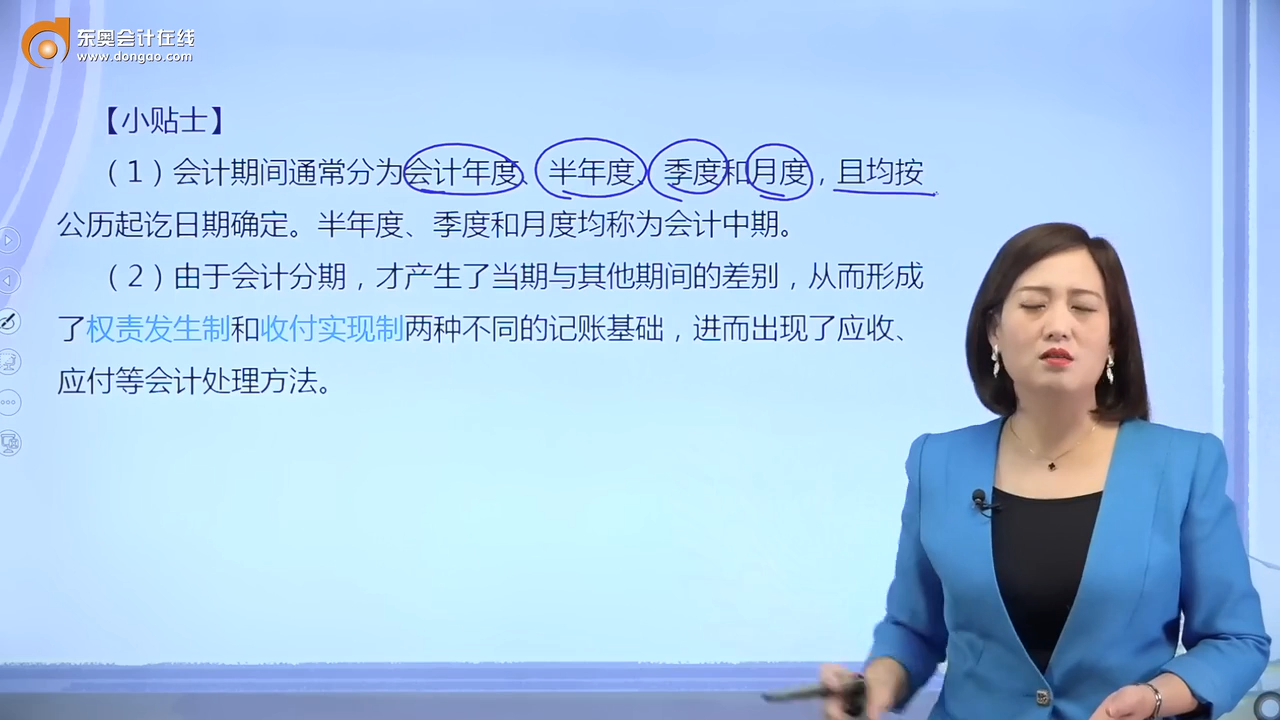 东奥会计在线
www.dongao.com
【小贴士】
（1）会计期间通常分为会计年度、半年度、季度和月度，且均按
公历起讫日期确定。半年度、季度和月度均称为会计中期。
（2）由于会计分期，才产生了当期与其他期间的差别，从而形成
了权责发生制和收付实现制两种不同的记账基础，进而出现了应收、
应付等会计处理方法。